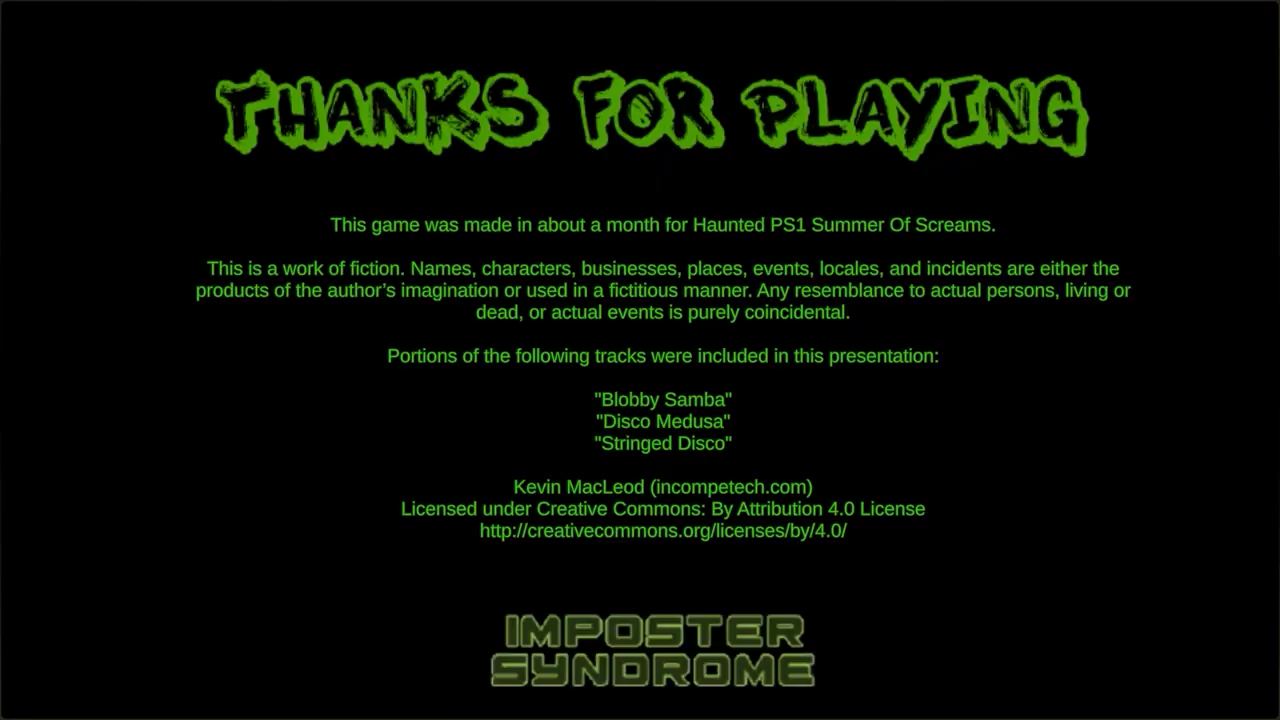 THANKS FOR PLAYING
This game was made in about a month for Haunted PS1 Summer Of Screams.
This is a work of fiction. Names, characters, businesses, places, events, locales, and incidents are either the
products of the author’s imagination or used in a fictitious manner. Any resemblance to actual persons, living or
dead, or actual events is purely coincidental.
Portions of the following tracks were included in this presentation:
"Blobby Samba"
"Disco Medusa"
"Stringed Disco"
Kevin MacLeod (incompetech.com)
Licensed under Creative Commons: By Attribution 4.0 License
http://creativecommons.org/licenses/by/4.0/
IMPOSTER
SYNDROME